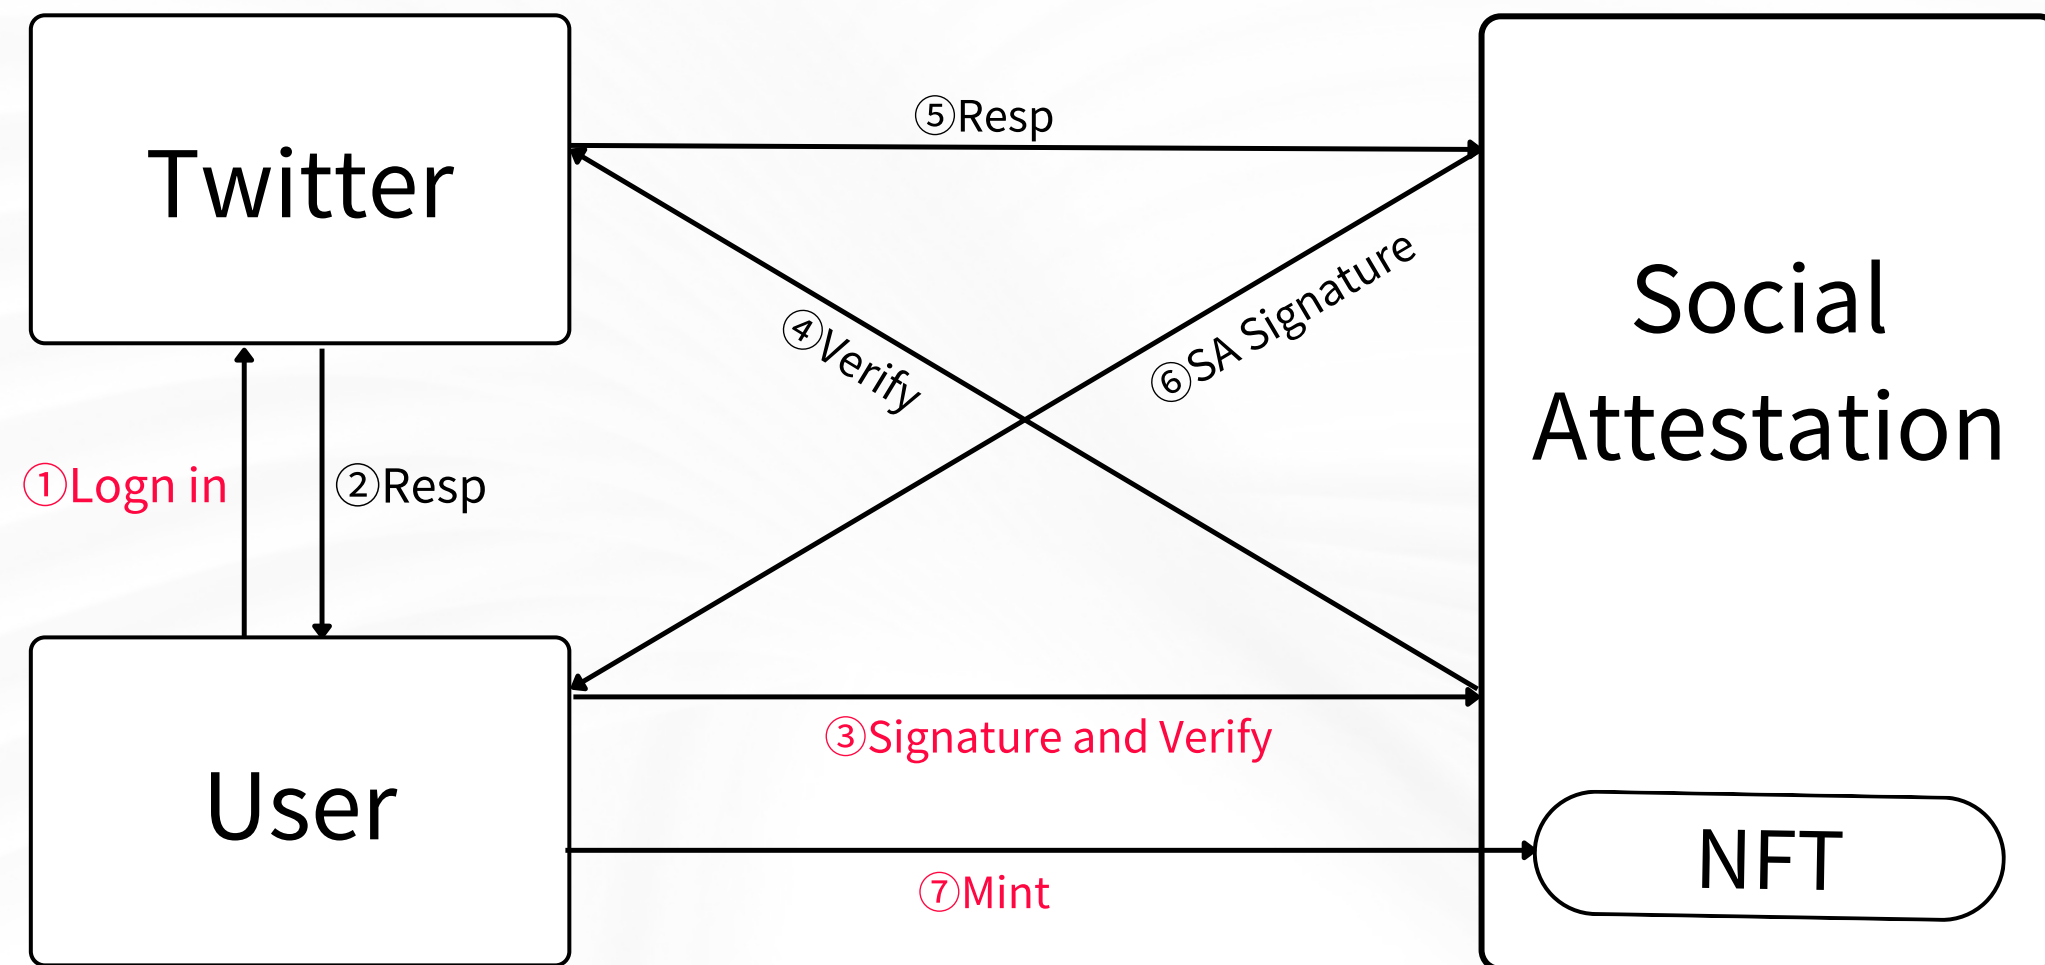 Twitter
⑤Resp
Social
Attestation
④Verify
⑥SA Signature
①Logn in
②Resp
③Signature and Verify
User
⑦Mint
NFT